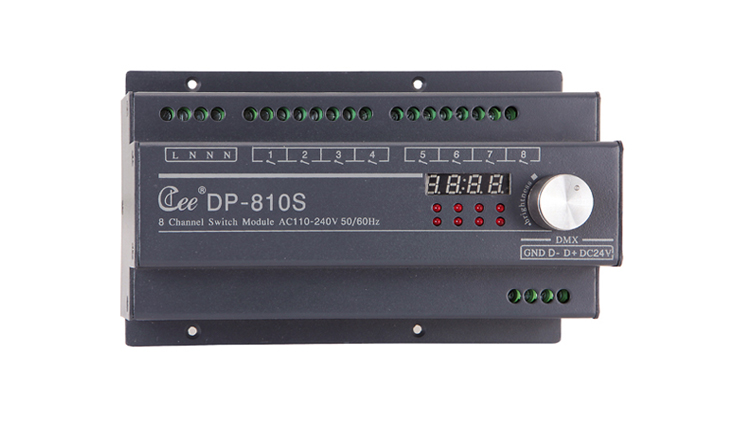 L N N N 1 2 3 4 5 6 7 8
Cee® DP-810S
8 Channel Switch Module AC110-240V 50/60Hz
8.8:8.8.
brightness
DMX
GND D- D+ DC24V